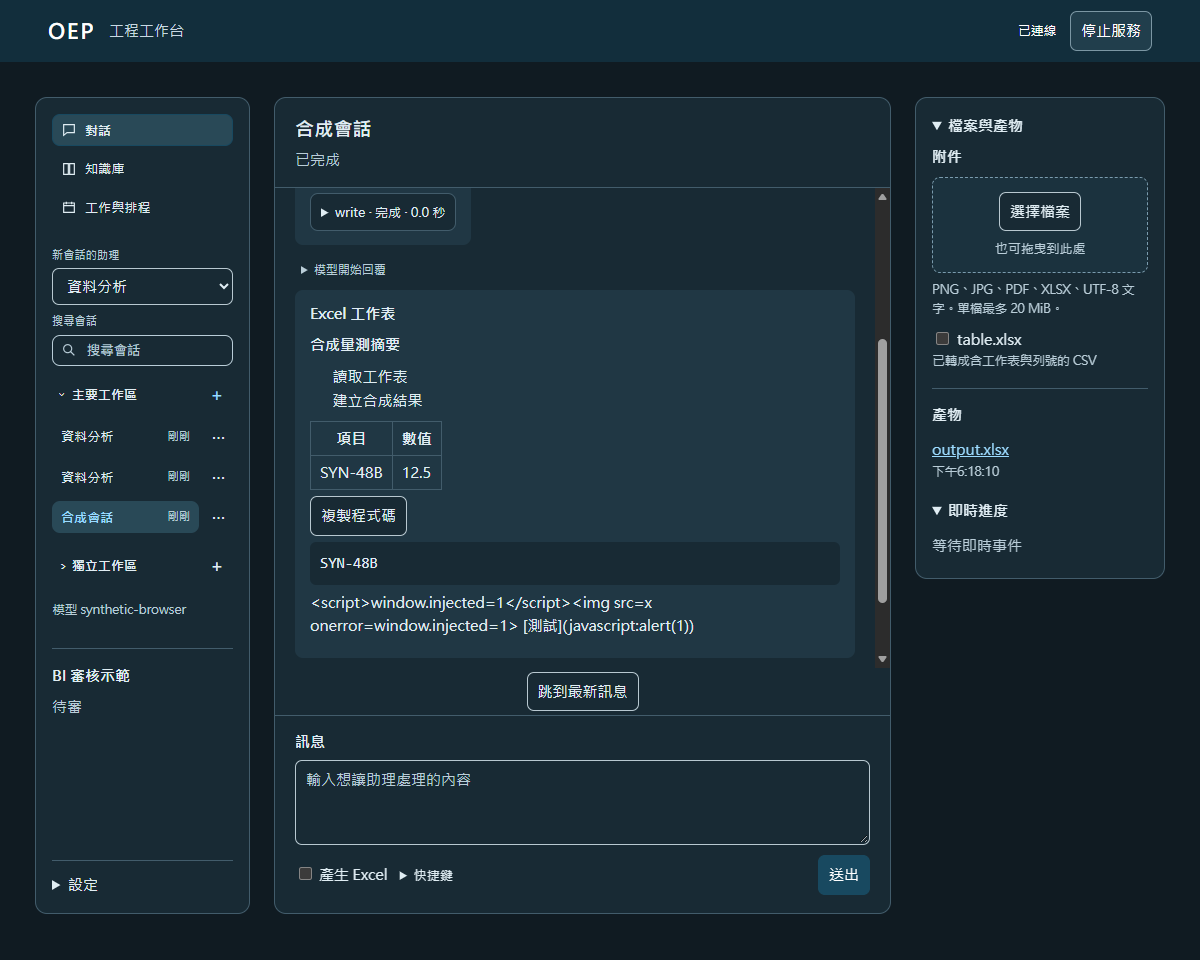 OEP 工程工作台
已連線
停止服務
對話
知識庫
工作與排程
新會話的助理
資料分析
搜尋會話
搜尋會話
主要工作區 +
資料分析 剛剛 ...
資料分析 剛剛 ...
合成會話 剛剛 ...
獨立工作區 +
模型 synthetic-browser
BI 審核示範
待審
設定
合成會話
已完成
write · 完成 · 0.0 秒
模型開始回覆
Excel 工作表
合成量測摘要
讀取工作表
建立合成結果
項目 數值
SYN-48B 12.5
複製程式碼
SYN-48B
<script>window.injected=1</script><img src=x
onerror=window.injected=1> [測試](javascript:alert(1))
跳到最新訊息
訊息
輸入想讓助理處理的內容
產生 Excel 快捷鍵
送出
檔案與產物
附件
選擇檔案
也可拖曳到此處
PNG、JPG、PDF、XLSX、UTF-8 文
字。單檔最多 20 MiB。
table.xlsx
已轉成含工作表與列號的 CSV
產物
output.xlsx
下午6:18:10
即時進度
等待即時事件